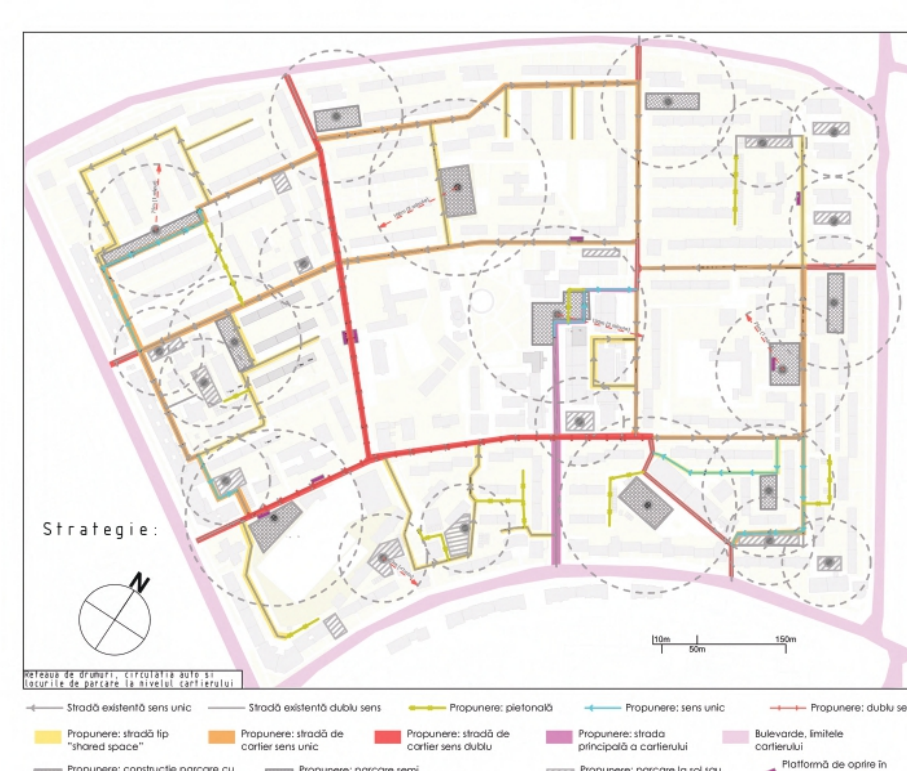 Strategie:
N
10m
150m
50m
Rețeaua de drumuri, circulația auto și
locurile de parcare la nivelul cartierului
Stradă existentă sens unic
Stradă existentă dublu sens
Propunere: pietonală
Propunere: sens unic
Propunere: dublu se
Propunere: stradă tip
"shared space"
Propunere: stradă de
cartier sens unic
Propunere: stradă de
cartier sens dublu
Propunere: strada
principală a cartierului
Bulevarde, limitele
cartierului
Propunere: construcție parcare cu
Propunere: parcare semi
Propunere: parcare la sol sau
Platformă de oprire în